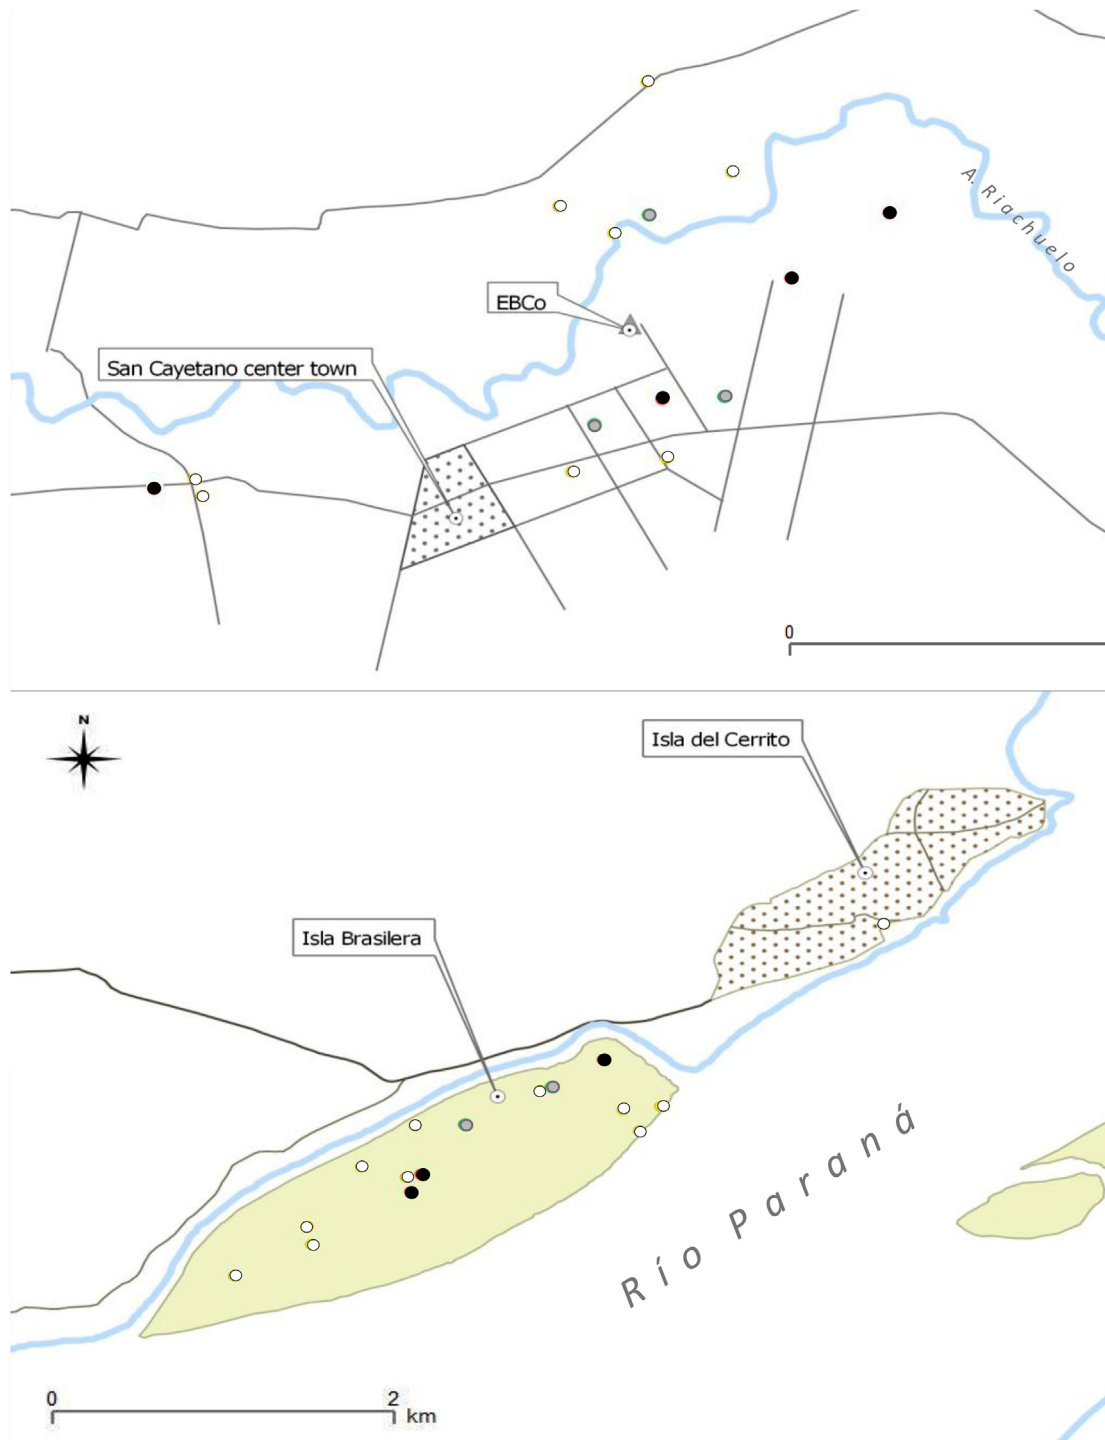 A. Riachuelo
EBCo
San Cayetano center town
0
N
Isla del Cerrito
Isla Brasilera
Río Paraná
0 2
km